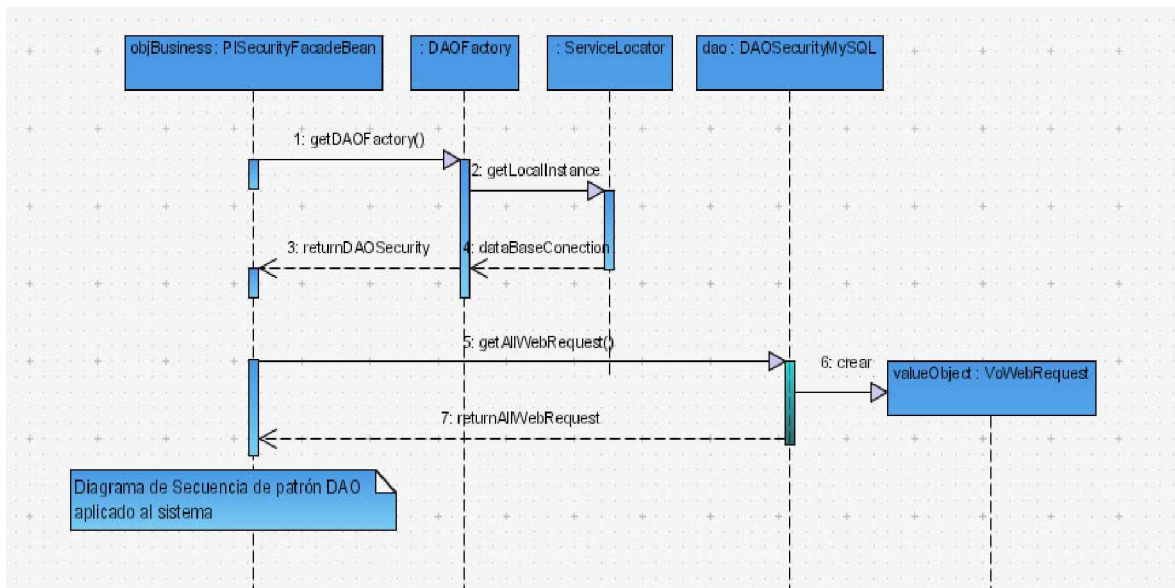 objBusiness : PISecurityFacadeBean
: DAOFactory
: ServiceLocator
dao : DAOSecurityMySQL
1: getDAOFactory()
2: getLocalInstance
3: returnDAOSecurity
4: dataBaseConection
5: getAllWebRequest()
6: crear
valueObject : VoWebRequest
7: returnAllWebRequest
Diagrama de Secuencia de patrón DAO
aplicado al sistema